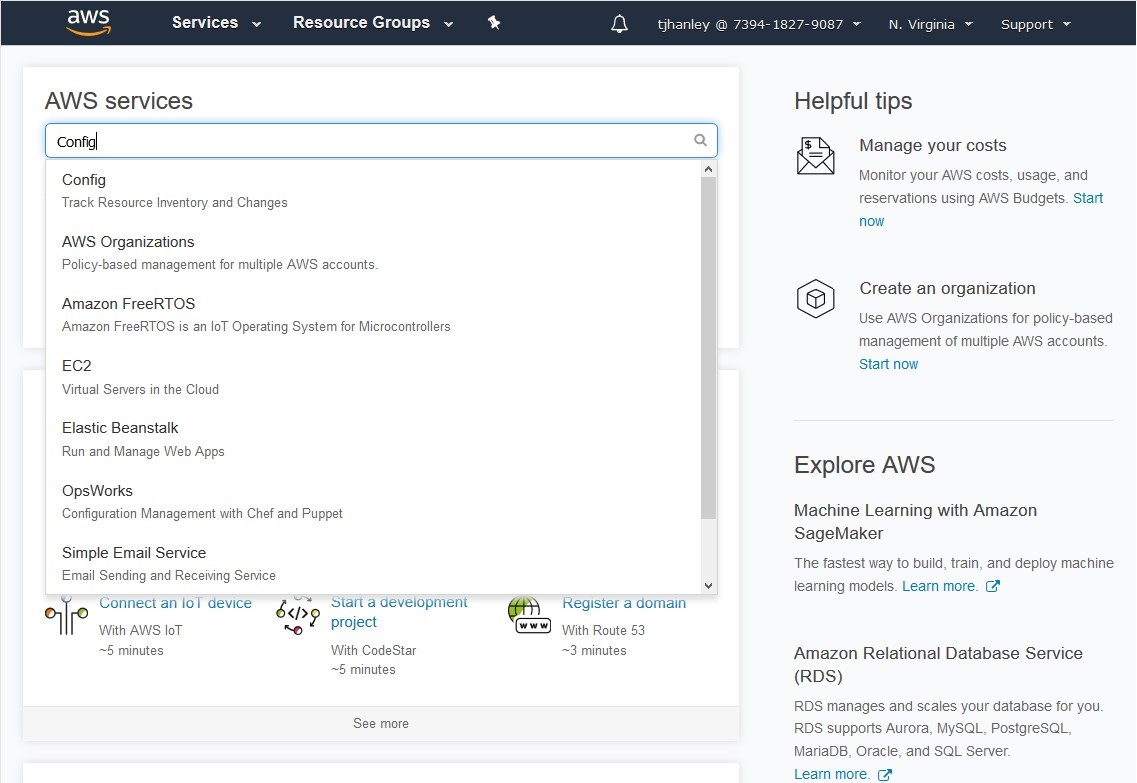 aws
Services
Resource Groups
tjhanley @ 7394-1827-9087
N. Virginia
Support
AWS services
Config
Config
Track Resource Inventory and Changes
AWS Organizations
Policy-based management for multiple AWS accounts.
Amazon FreeRTOS
Amazon FreeRTOS is an IoT Operating System for Microcontrollers
EC2
Virtual Servers in the Cloud
Elastic Beanstalk
Run and Manage Web Apps
OpsWorks
Configuration Management with Chef and Puppet
Simple Email Service
Email Sending and Receiving Service
Connect an IoT device
With AWS IoT
~5 minutes
Start a development
project
With CodeStar
~5 minutes
www
Register a domain
With Route 53
~3 minutes
See more
Helpful tips
$
Manage your costs
Monitor your AWS costs, usage, and
reservations using AWS Budgets. Start
now
Create an organization
Use AWS Organizations for policy-based
management of multiple AWS accounts.
Start now
Explore AWS
Machine Learning with Amazon
SageMaker
The fastest way to build, train, and deploy machine
learning models. Learn more.
Amazon Relational Database Service
(RDS)
RDS manages and scales your database for you.
RDS supports Aurora, MySQL, PostgreSQL,
MariaDB, Oracle, and SQL Server.
Learn more.